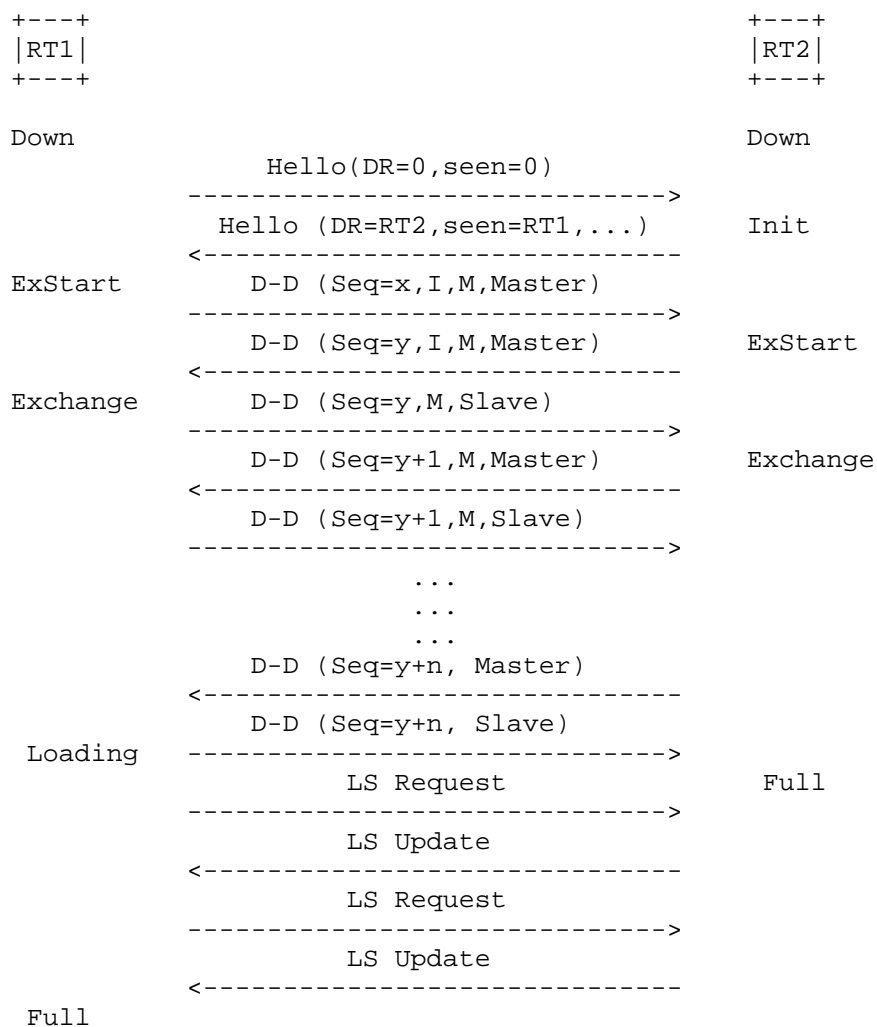 +---+                                         +---+
|RT1|                                         |RT2|
+---+                                         +---+
Down                                          Down
Hello(DR=0,seen=0)
------------------------------>
Hello (DR=RT2,seen=RT1,...)      Init
<------------------------------
ExStart        D-D (Seq=x,I,M,Master)
------------------------------>
D-D (Seq=y,I,M,Master)         ExStart
<------------------------------
Exchange       D-D (Seq=y,M,Slave)
------------------------------>
D-D (Seq=y+1,M,Master)         Exchange
<------------------------------
D-D (Seq=y+1,M,Slave)
------------------------------>
...
...
...
D-D (Seq=y+n, Master)
<------------------------------
D-D (Seq=y+n, Slave)
Loading   ------------------------------>
LS Request                Full
------------------------------>
LS Update
<------------------------------
LS Request
------------------------------>
LS Update
<------------------------------
Full